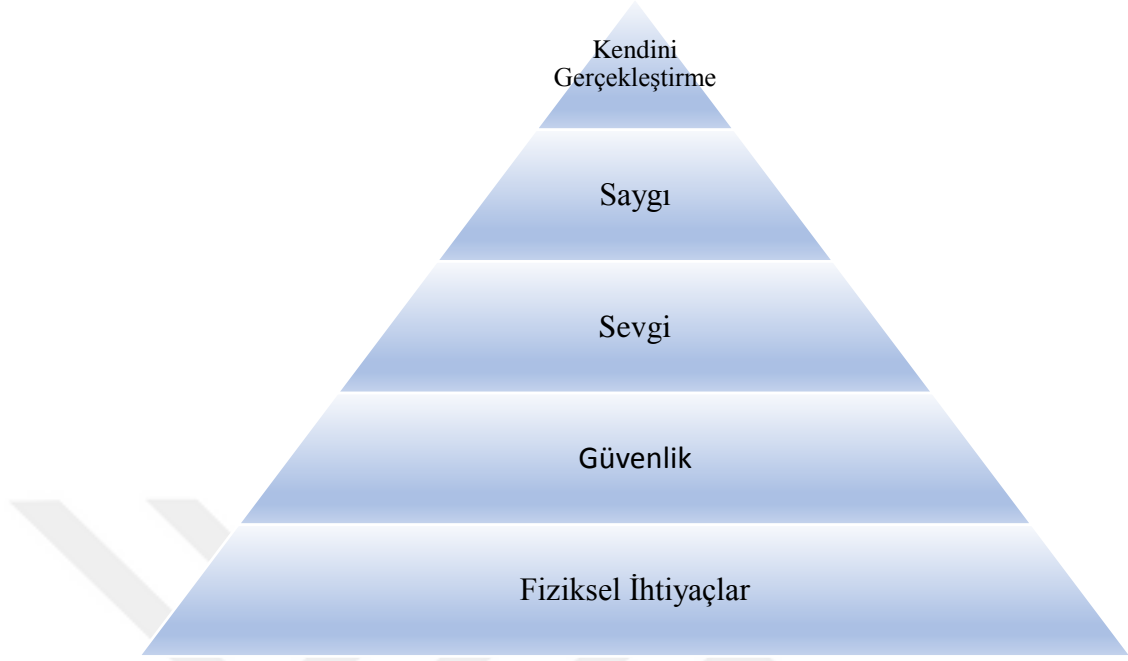 Kendini
Gerçekleştirme
Saygı
Sevgi
Güvenlik
Fiziksel İhtiyaçlar